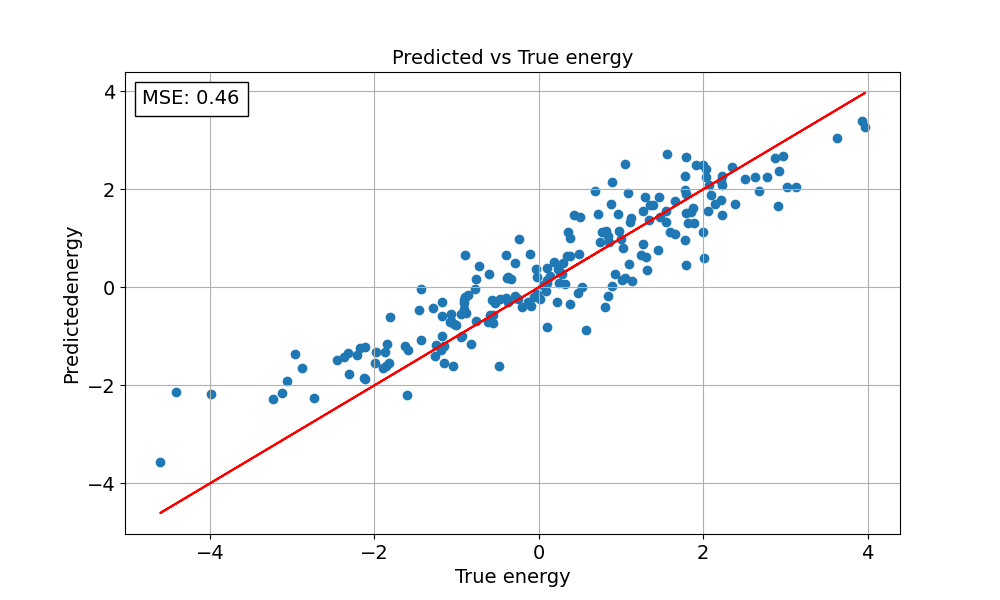 Predicted vs True energy
MSE: 0.46
4
2
0
−2
−4
Predictedenergy
−4 −2 0 2 4
True energy